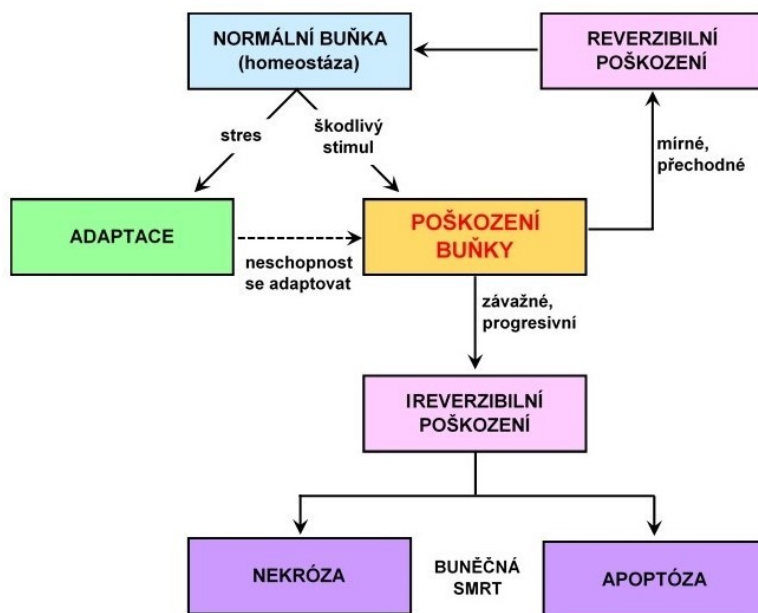 NORMÁLNÍ BUŇKA
(homeostáza)
REVERZIBILNÍ
POŠKOZENÍ
stres
škodlivý
stimul
mírné,
přechodné
ADAPTACE
POŠKOZENÍ
BUŇKY
neschopnost
se adaptovat
závažné,
progresivní
IREVERZIBILNÍ
POŠKOZENÍ
NEKRÓZA
BUNĚČNÁ
SMRT
APOPTÓZA